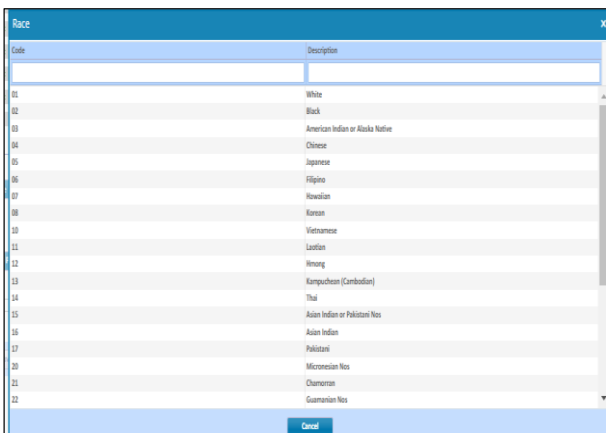 Race X
Code Description
01 White
02 Black
03 American Indian or Alaska Native
04 Chinese
05 Japanese
06 Filipino
07 Hawaiian
08 Korean
10 Vietnamese
11 Laotian
12 Hmong
13 Kampuchean (Cambodian)
14 Thai
15 Asian Indian or Pakistani Nos
16 Asian Indian
17 Pakistani
20 Micronesian Nos
21 Chamorran
22 Guamanian Nos
Cancel